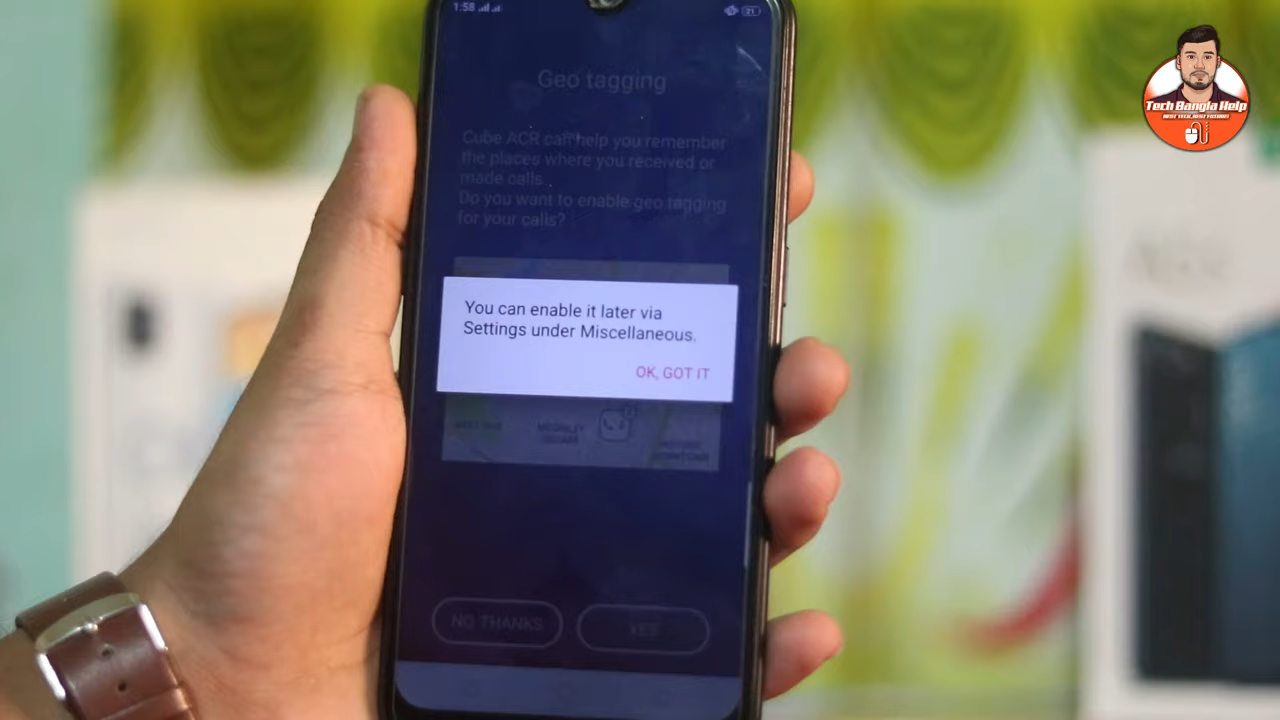 1:58
21
Geo tagging
Cube ACR can help you remember
the places where you received or
made calls.
Do you want to enable geo tagging
for your calls?
You can enable it later via
Settings under Miscellaneous.
OK, GOT IT
NO THANKS
YES
Tech Bangla Help